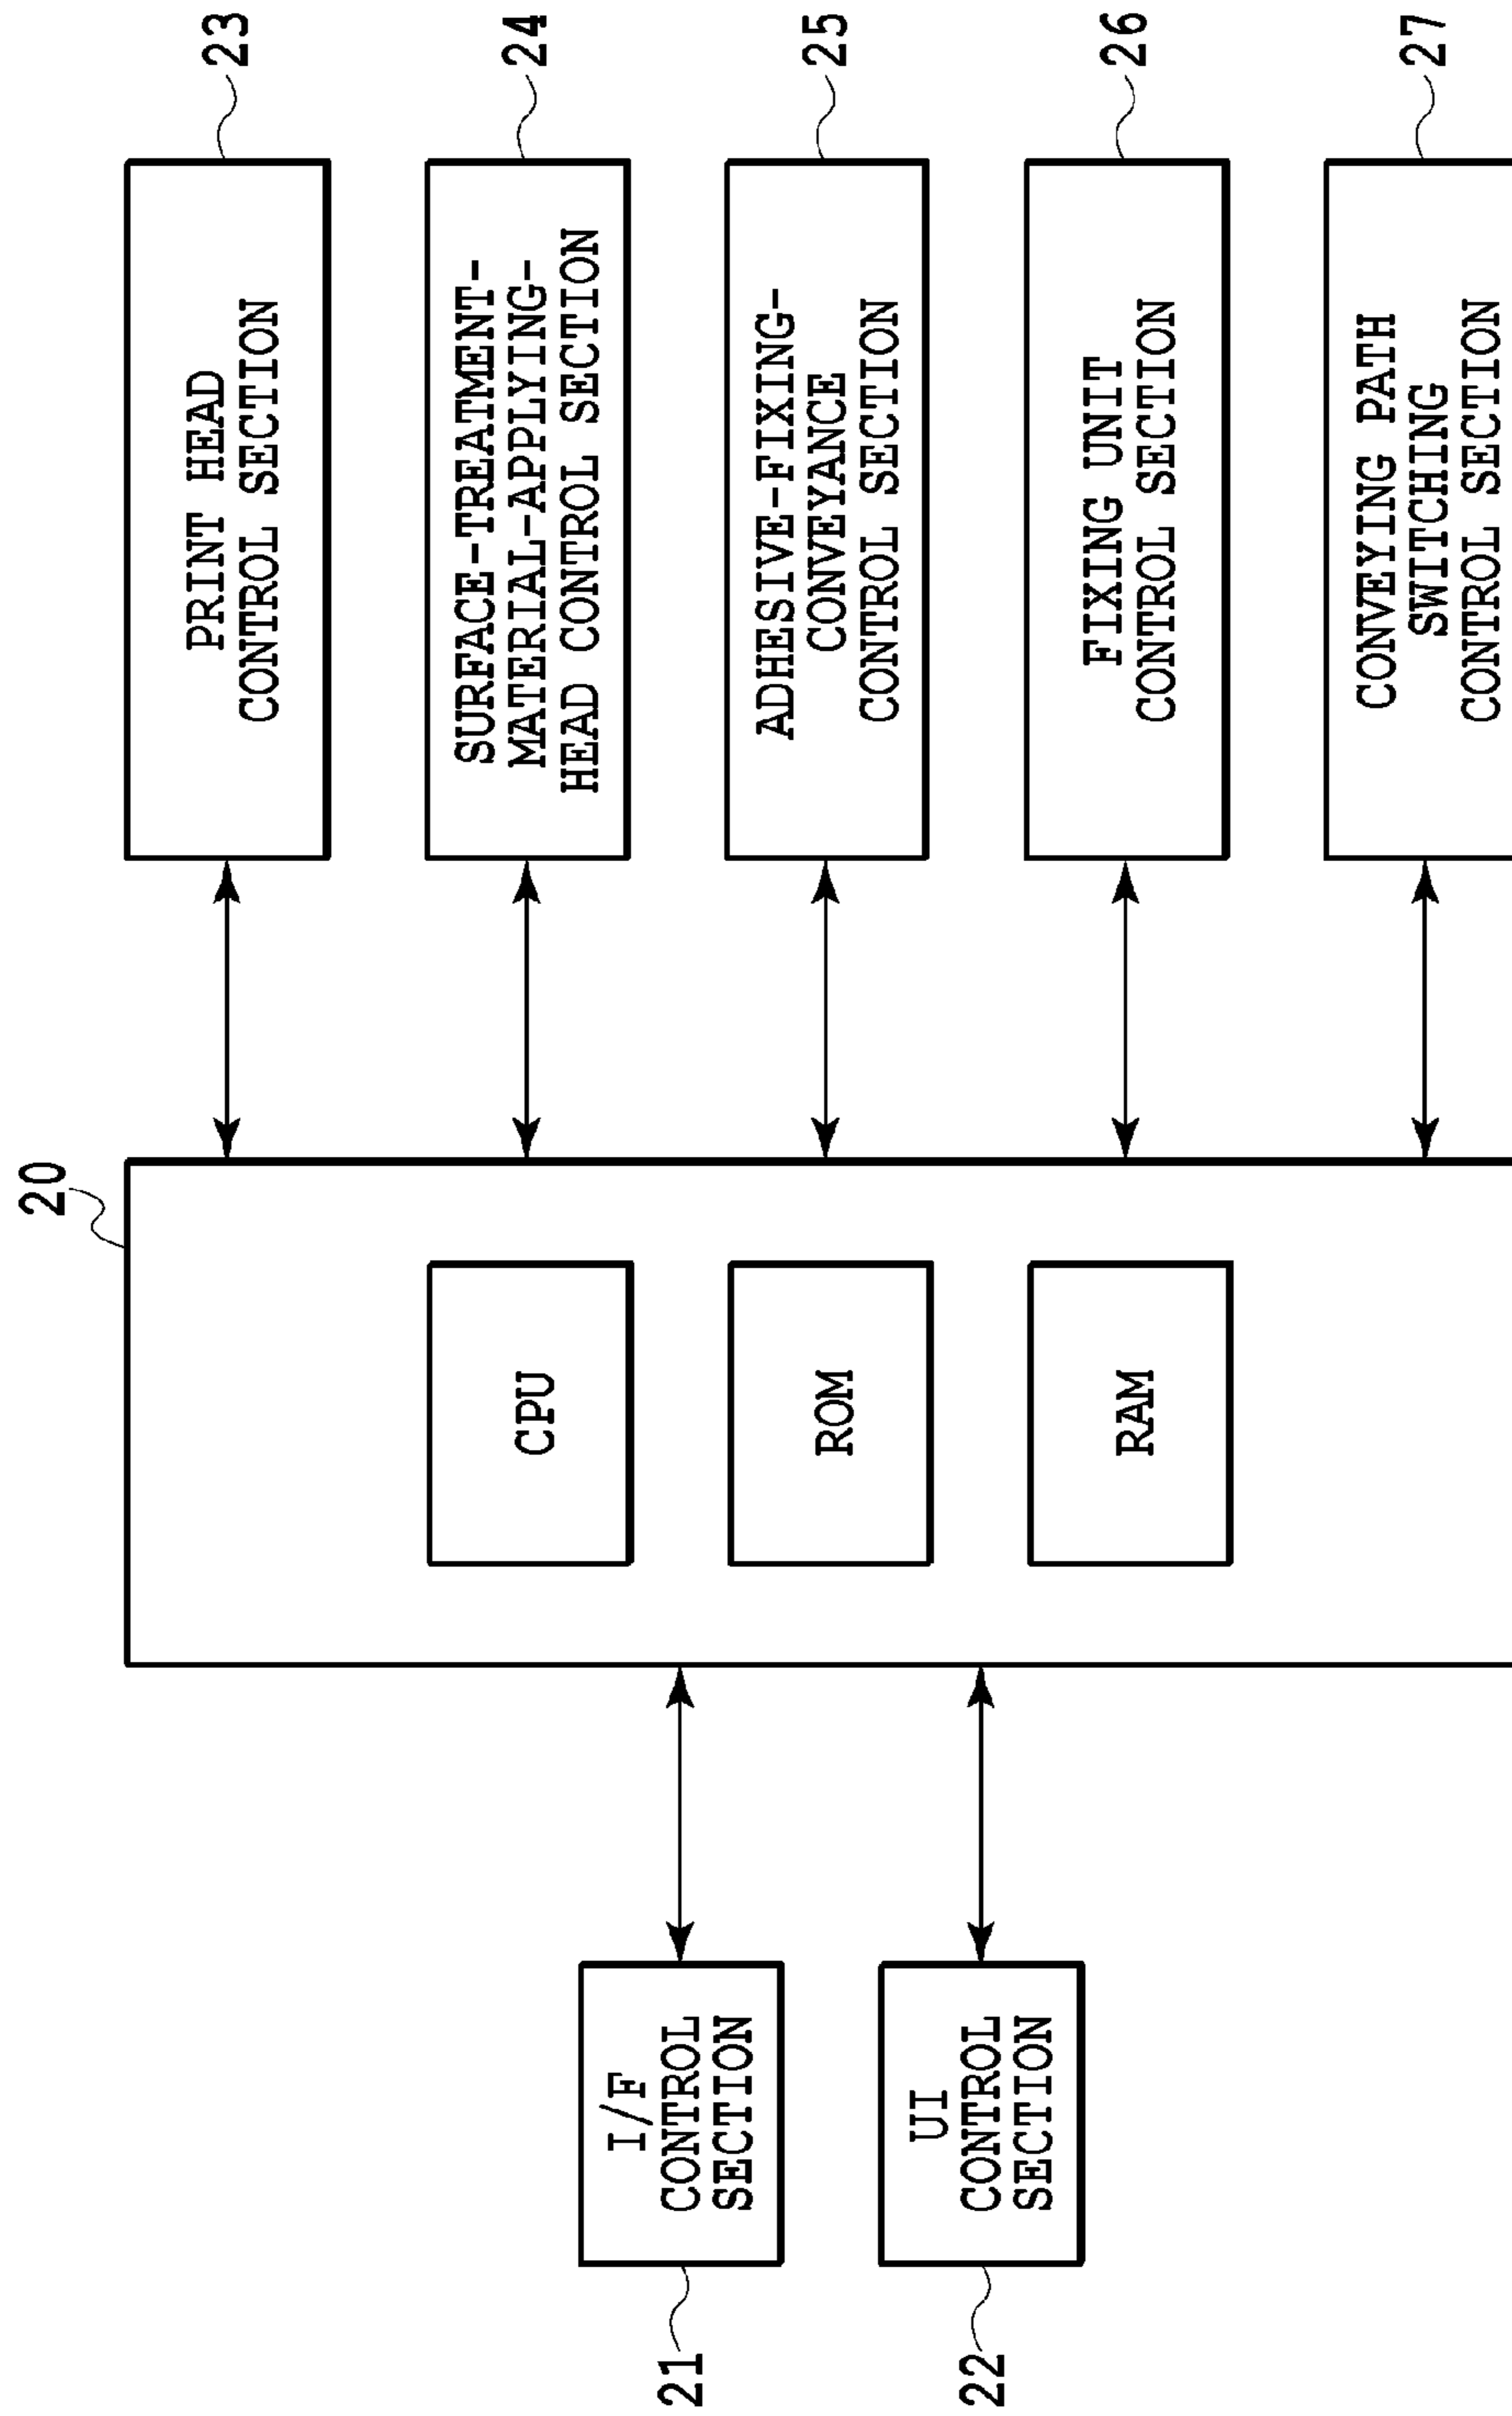 20
CPU
ROM
RAM
I/F
CONTROL
SECTION
21
UI
CONTROL
SECTION
22
PRINT HEAD
CONTROL SECTION
23
SURFACE-TREATMENT-
MATERIAL-APPLYING-
HEAD CONTROL SECTION
24
ADHESIVE-FIXING-
CONVEYANCE
CONTROL SECTION
25
FIXING UNIT
CONTROL SECTION
26
CONVEYING PATH
SWITCHING
CONTROL SECTION
27